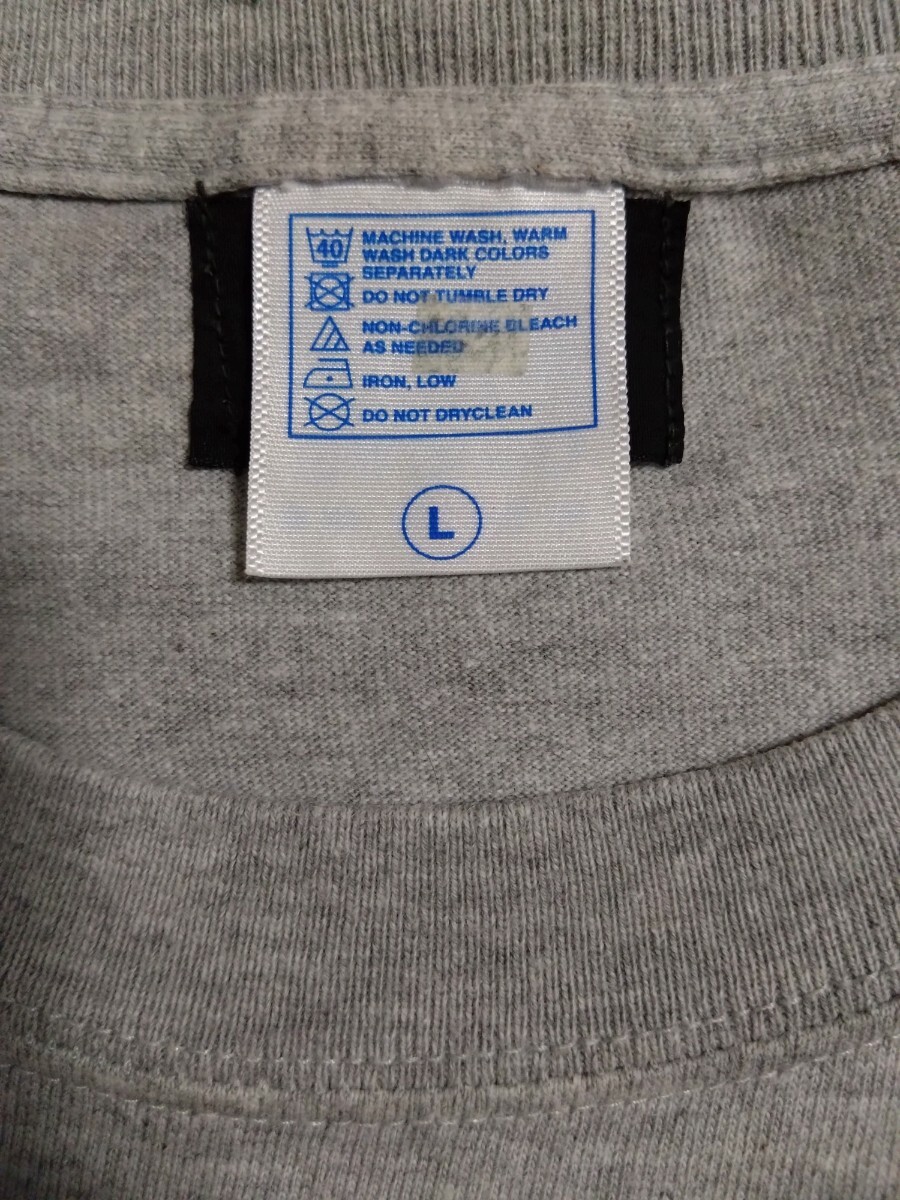 40
MACHINE WASH, WARM
WASH DARK COLORS
SEPARATELY
DO NOT TUMBLE DRY
NON-CHLORINE BLEACH
AS NEEDED
IRON, LOW
DO NOT DRYCLEAN
L